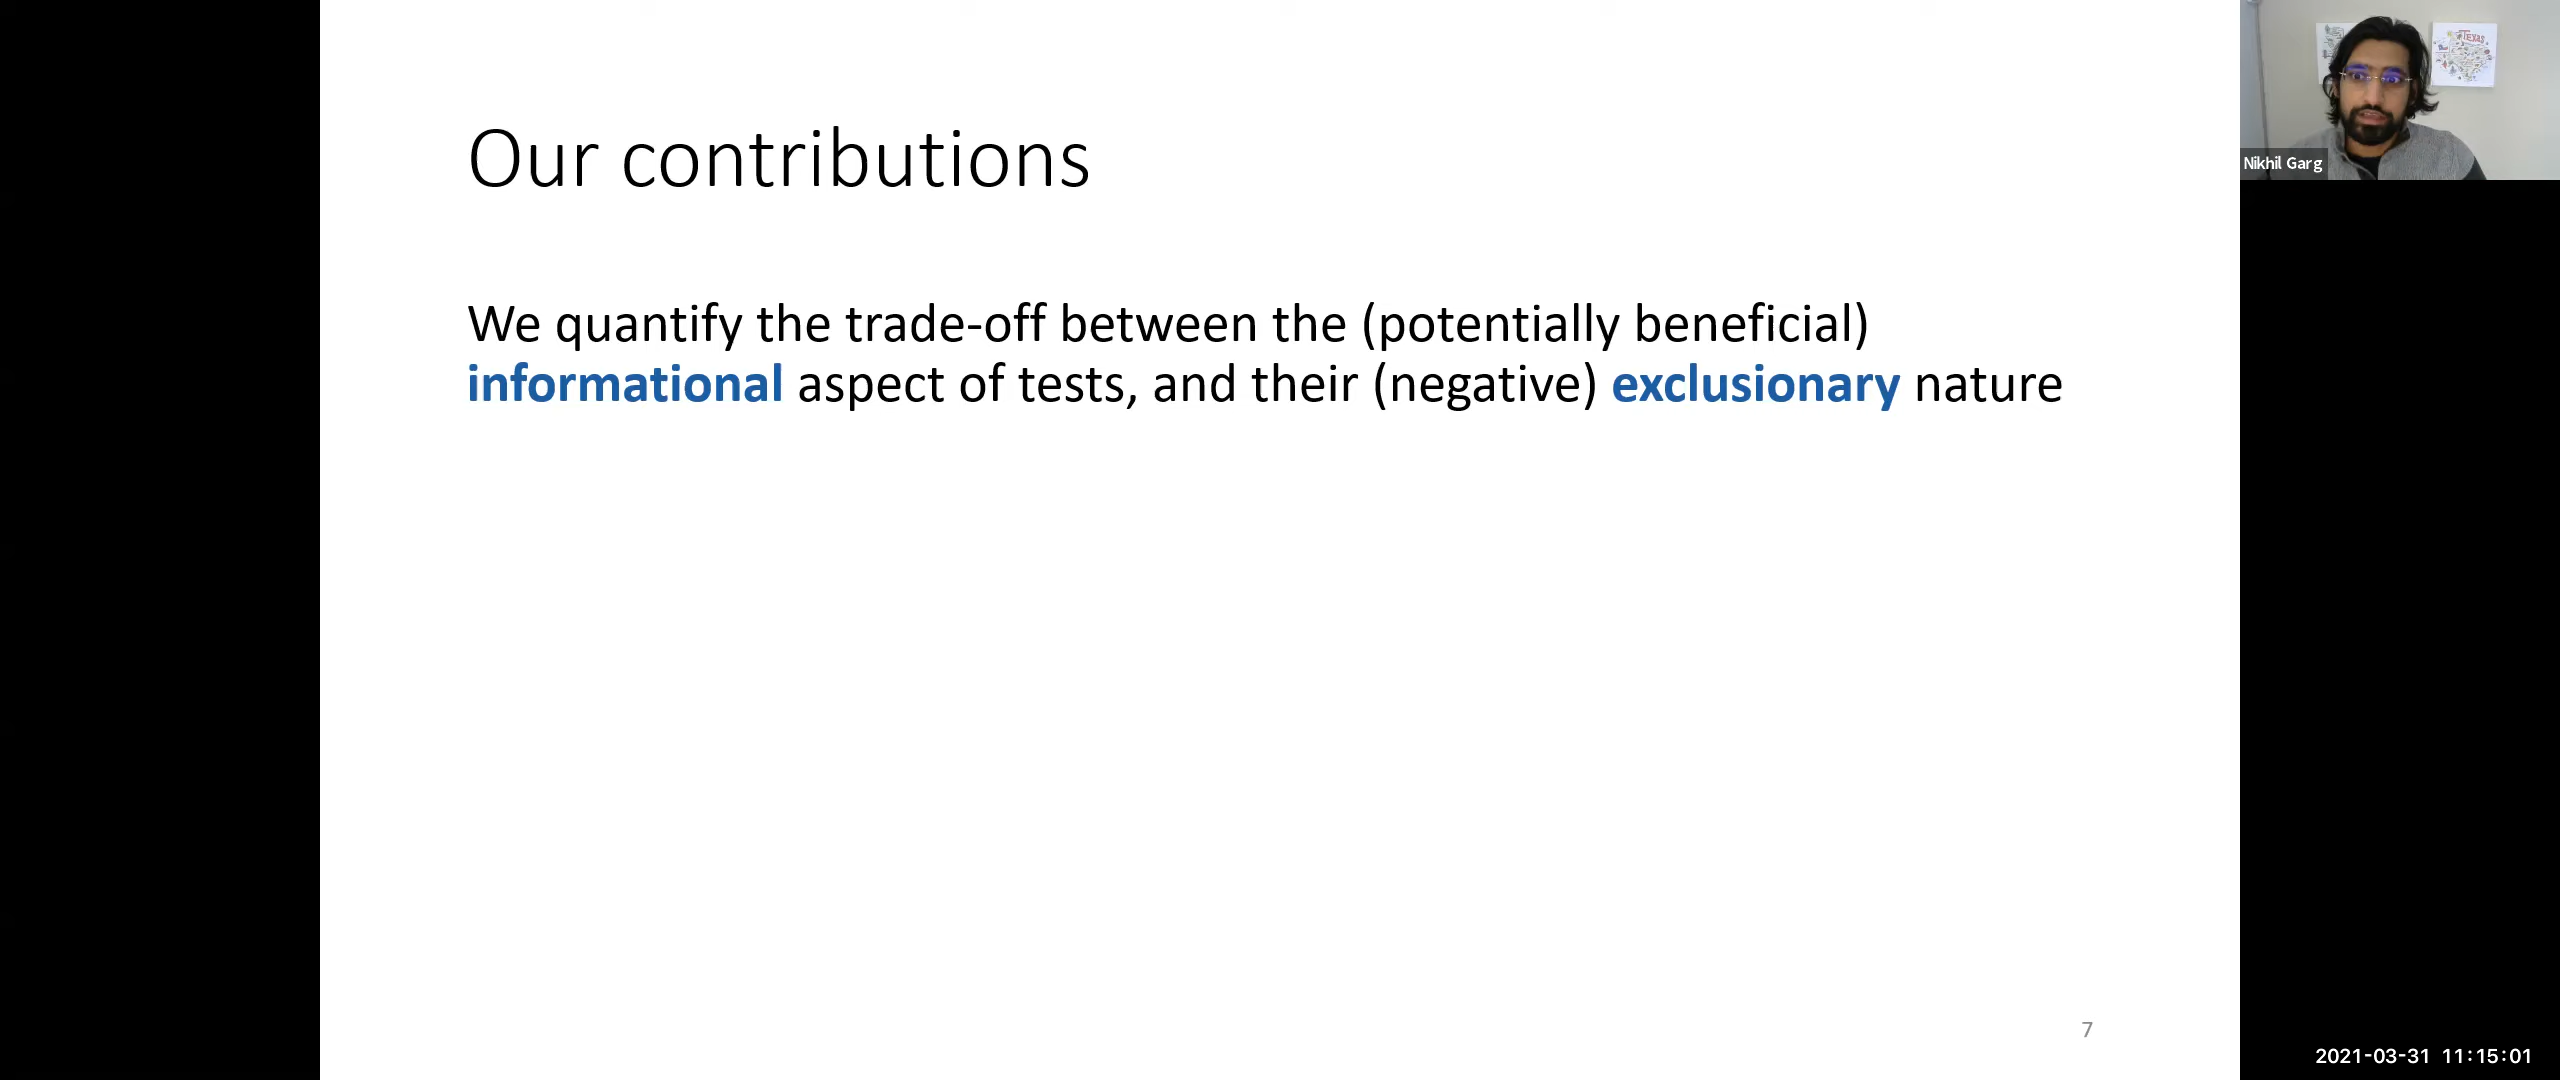 Our contributions
We quantify the trade-off between the (potentially beneficial)
informational aspect of tests, and their (negative) exclusionary nature
7
TEXAS
Nikhil Garg
2021-03-31 11:15:01